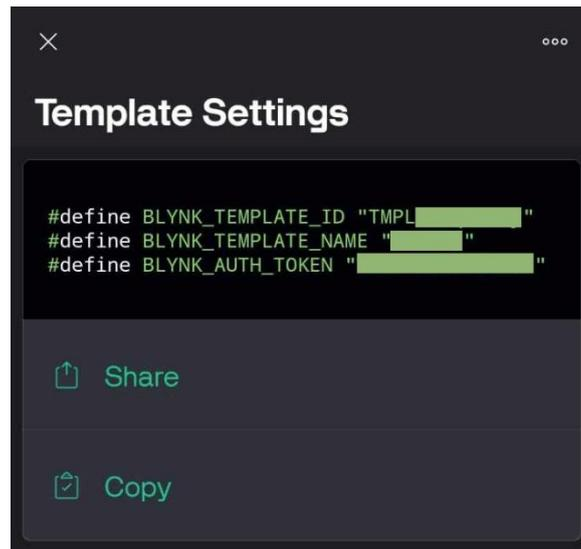 Template Settings
#define BLYNK_TEMPLATE_ID "TMPL"
#define BLYNK_TEMPLATE_NAME ""
#define BLYNK_AUTH_TOKEN ""
Share
Copy